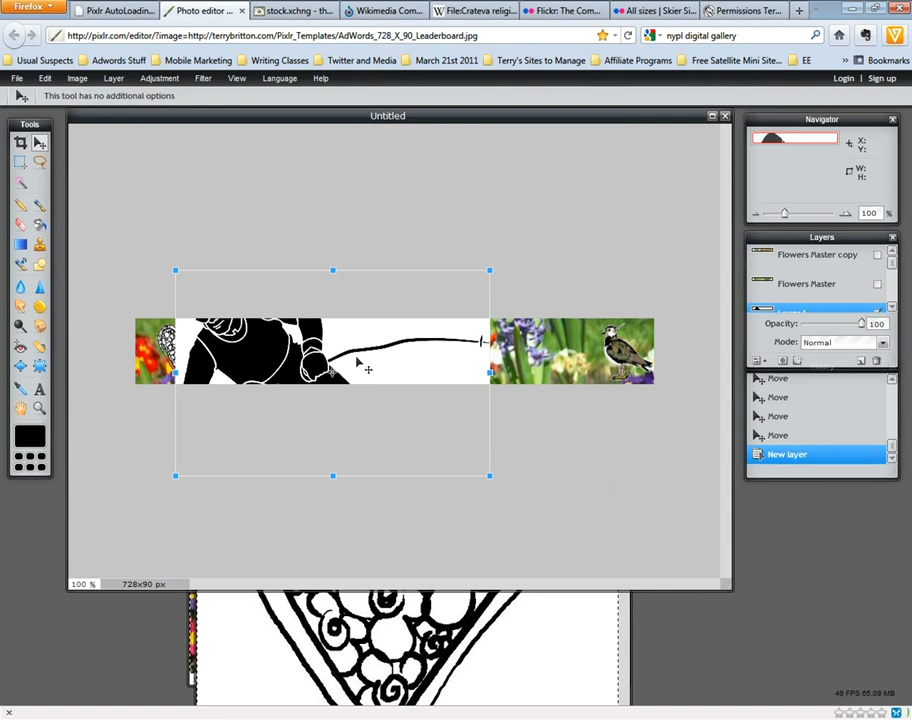 Firefox
Pixlr AutoLoadin...
Photo editor ...
stock.xchng - th...
Wikimedia Com...
File:Crateva religi...
Flickr: The Com...
All sizes | Skier Si...
Permissions Ter...
http://pixlr.com/editor/?image=http://terrybritton.com/Pixlr_Templates/AdWords_728_X_90_Leaderboard.jpg
nypl digital gallery
Usual Suspects
Adwords Stuff
Mobile Marketing
Writing Classes
Twitter and Media
March 21st 2011
Terry's Sites to Manage
Affiliate Programs
Free Satellite Mini Sit...
EE
Bookmarks
File Edit Image Layer Adjustment Filter View Language Help
Login | Sign up
This tool has no additional options
Tools
Untitled
Navigator
X:
Y:
W:
H:
100 %
Layers
Flowers Master copy
Flowers Master
Opacity: 100
Mode: Normal
Move
Move
Move
Move
New layer
100 % 728x90 px
49 FPS 65.09 MB